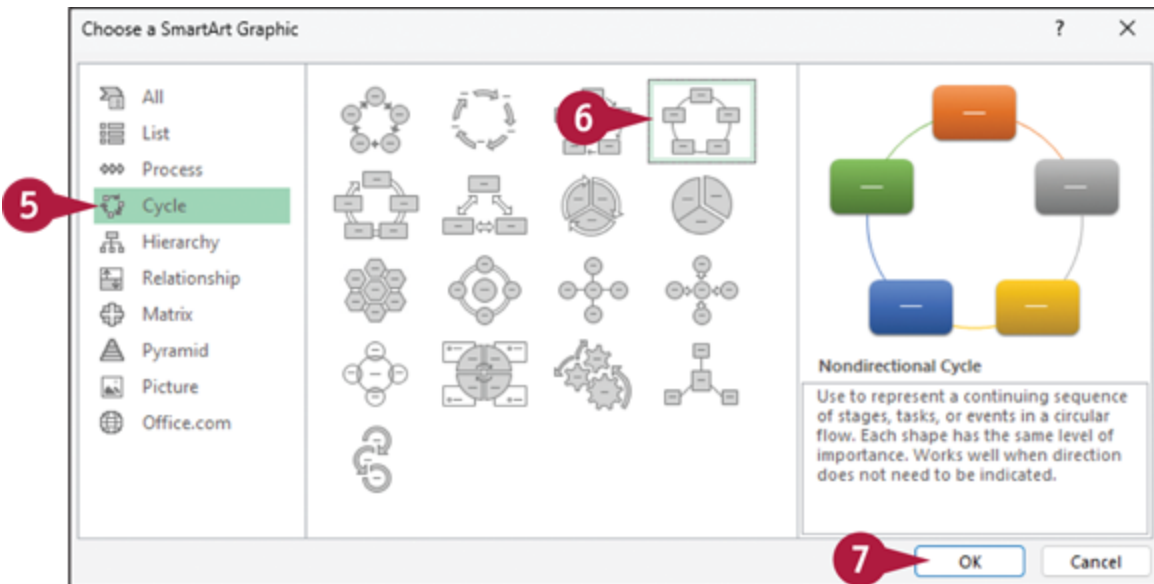 Choose a SmartArt Graphic
?
All
List
Process
5
Cycle
Hierarchy
Relationship
Matrix
Pyramid
Picture
Office.com
6
Nondirectional Cycle
Use to represent a continuing sequence
of stages, tasks, or events in a circular
flow. Each shape has the same level of
importance. Works well when direction
does not need to be indicated.
7
OK
Cancel